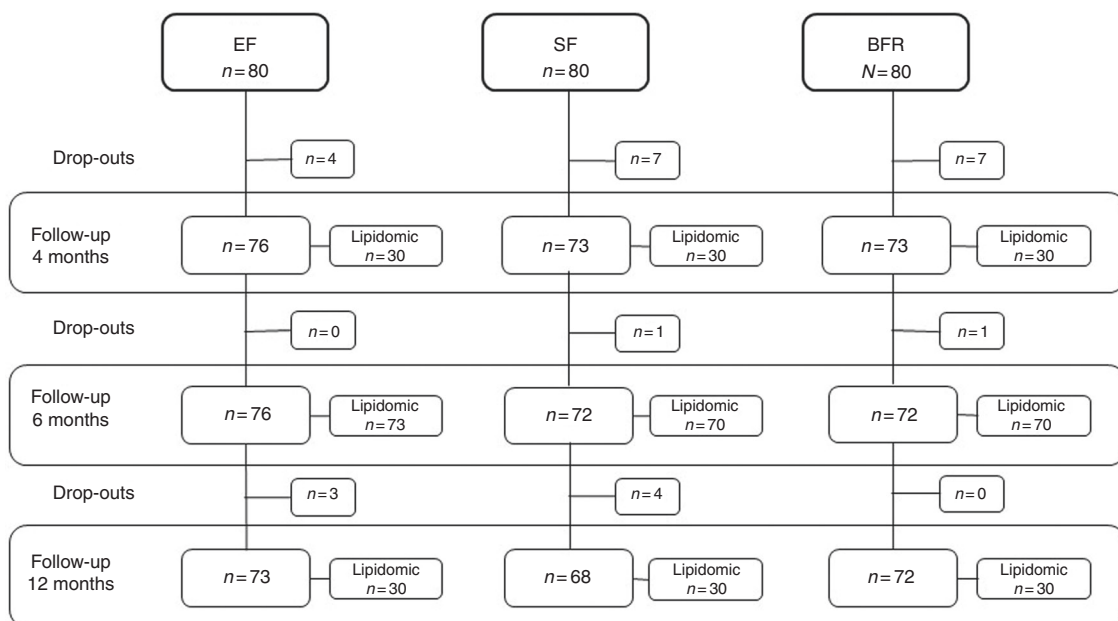 EF
n=80
SF
n=80
BFR
N=80
Drop-outs
n=4
n=7
n=7
Follow-up
4 months
n=76
Lipidomic
n=30
n=73
Lipidomic
n=30
n=73
Lipidomic
n=30
Drop-outs
n=0
n=1
n=1
Follow-up
6 months
n=76
Lipidomic
n=73
n=72
Lipidomic
n=70
n=72
Lipidomic
n=70
Drop-outs
n=3
n=4
n=0
Follow-up
12 months
n=73
Lipidomic
n=30
n=68
Lipidomic
n=30
n=72
Lipidomic
n=30